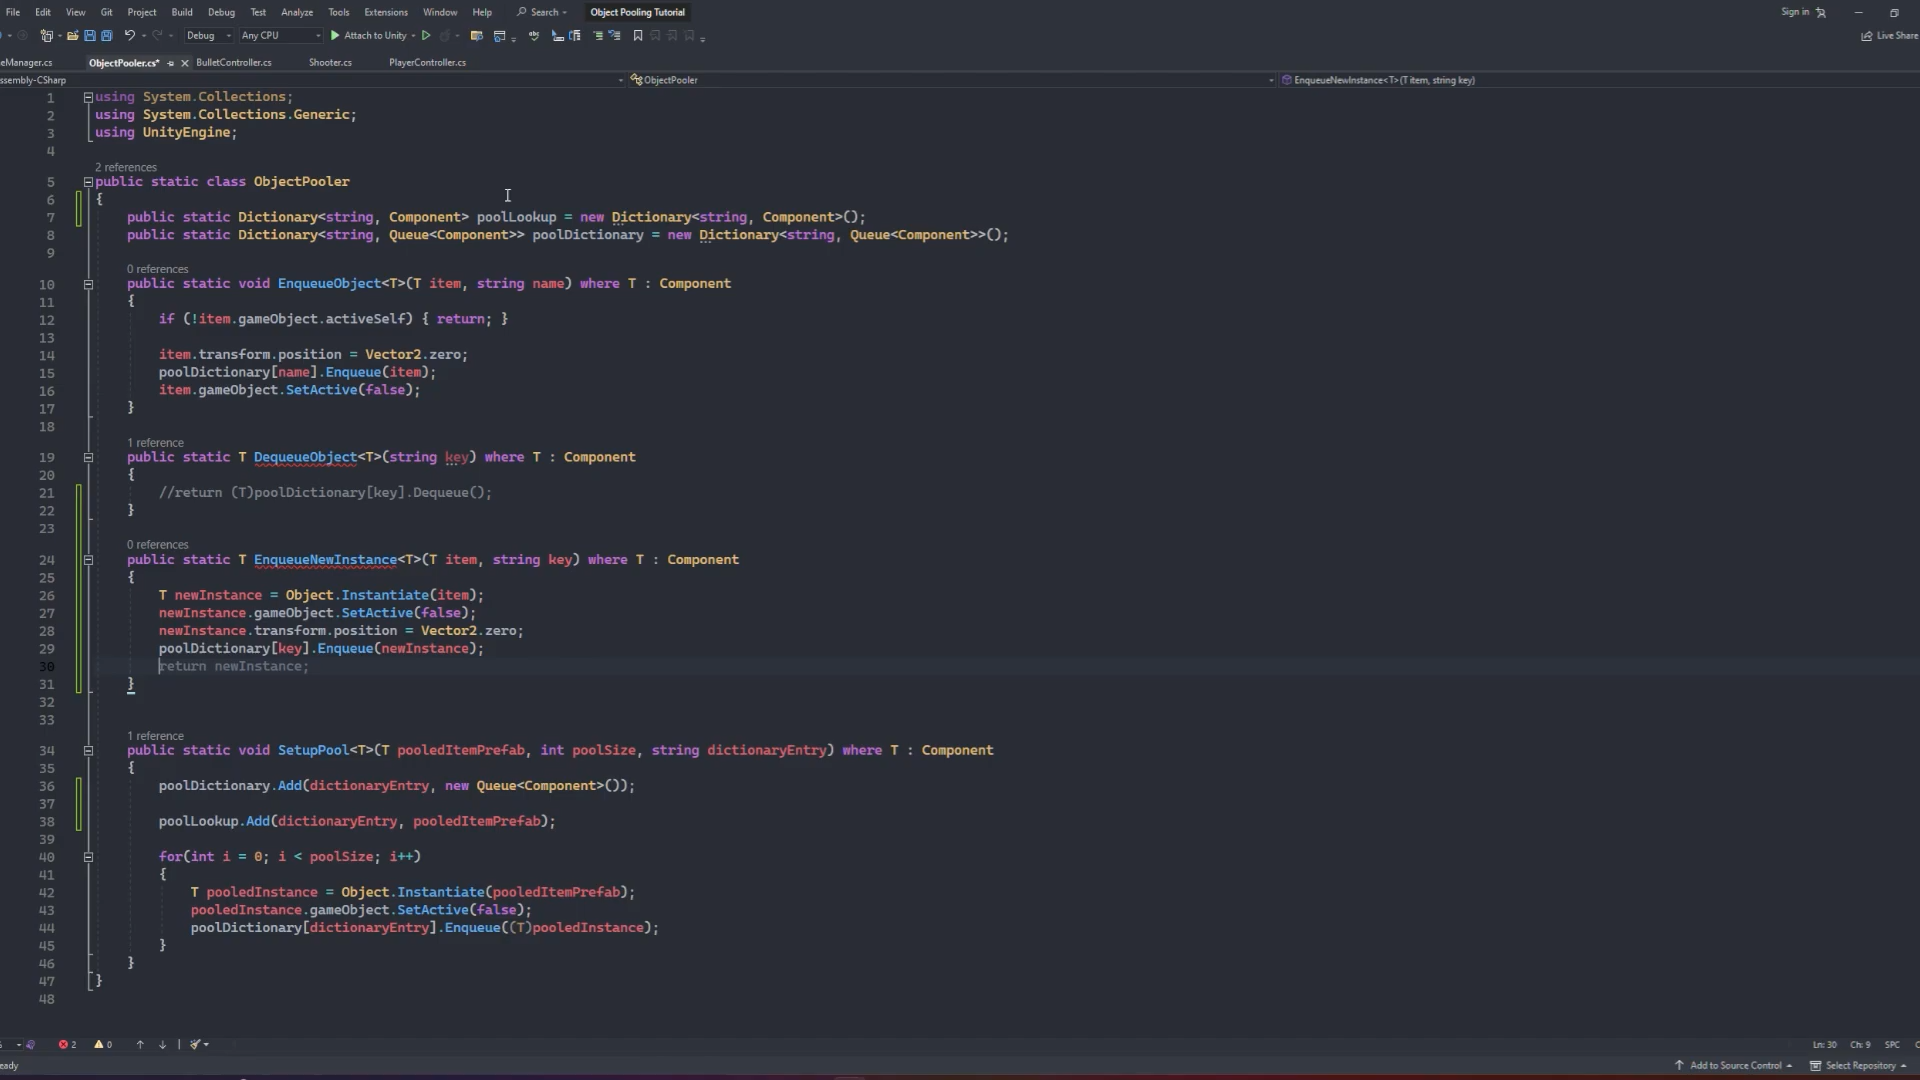 File Edit View Git Project Build Debug Test Analyze Tools Extensions Window Help Search Object Pooling Tutorial Sign in
Debug Any CPU Attach to Unity Live Share
eManager.cs ObjectPooler.cs* BulletController.cs Shooter.cs PlayerController.cs
ssembly-CSharp ObjectPooler EnqueueNewInstance<T>(T item, string key)
1 using System.Collections;
2 using System.Collections.Generic;
3 using UnityEngine;
4
2 references
5 public static class ObjectPooler
6 {
7 public static Dictionary<string, Component> poolLookup = new Dictionary<string, Component>();
8 public static Dictionary<string, Queue<Component>> poolDictionary = new Dictionary<string, Queue<Component>>();
9
0 references
10 public static void EnqueueObject<T>(T item, string name) where T : Component
11 {
12 if (!item.gameObject.activeSelf) { return; }
13
14 item.transform.position = Vector2.zero;
15 poolDictionary[name].Enqueue(item);
16 item.gameObject.SetActive(false);
17 }
18
1 reference
19 public static T DequeueObject<T>(string key) where T : Component
20 {
21 //return (T)poolDictionary[key].Dequeue();
22 }
23
0 references
24 public static T EnqueueNewInstance<T>(T item, string key) where T : Component
25 {
26 T newInstance = Object.Instantiate(item);
27 newInstance.gameObject.SetActive(false);
28 newInstance.transform.position = Vector2.zero;
29 poolDictionary[key].Enqueue(newInstance);
30 return newInstance;
31 }
32
33
1 reference
34 public static void SetupPool<T>(T pooledItemPrefab, int poolSize, string dictionaryEntry) where T : Component
35 {
36 poolDictionary.Add(dictionaryEntry, new Queue<Component>());
37
38 poolLookup.Add(dictionaryEntry, pooledItemPrefab);
39
40 for(int i = 0; i < poolSize; i++)
41 {
42 T pooledInstance = Object.Instantiate(pooledItemPrefab);
43 pooledInstance.gameObject.SetActive(false);
44 poolDictionary[dictionaryEntry].Enqueue((T)pooledInstance);
45 }
46 }
47 }
48
% 2 0 Ln: 30 Ch: 9 SPC C
eady Add to Source Control Select Repository